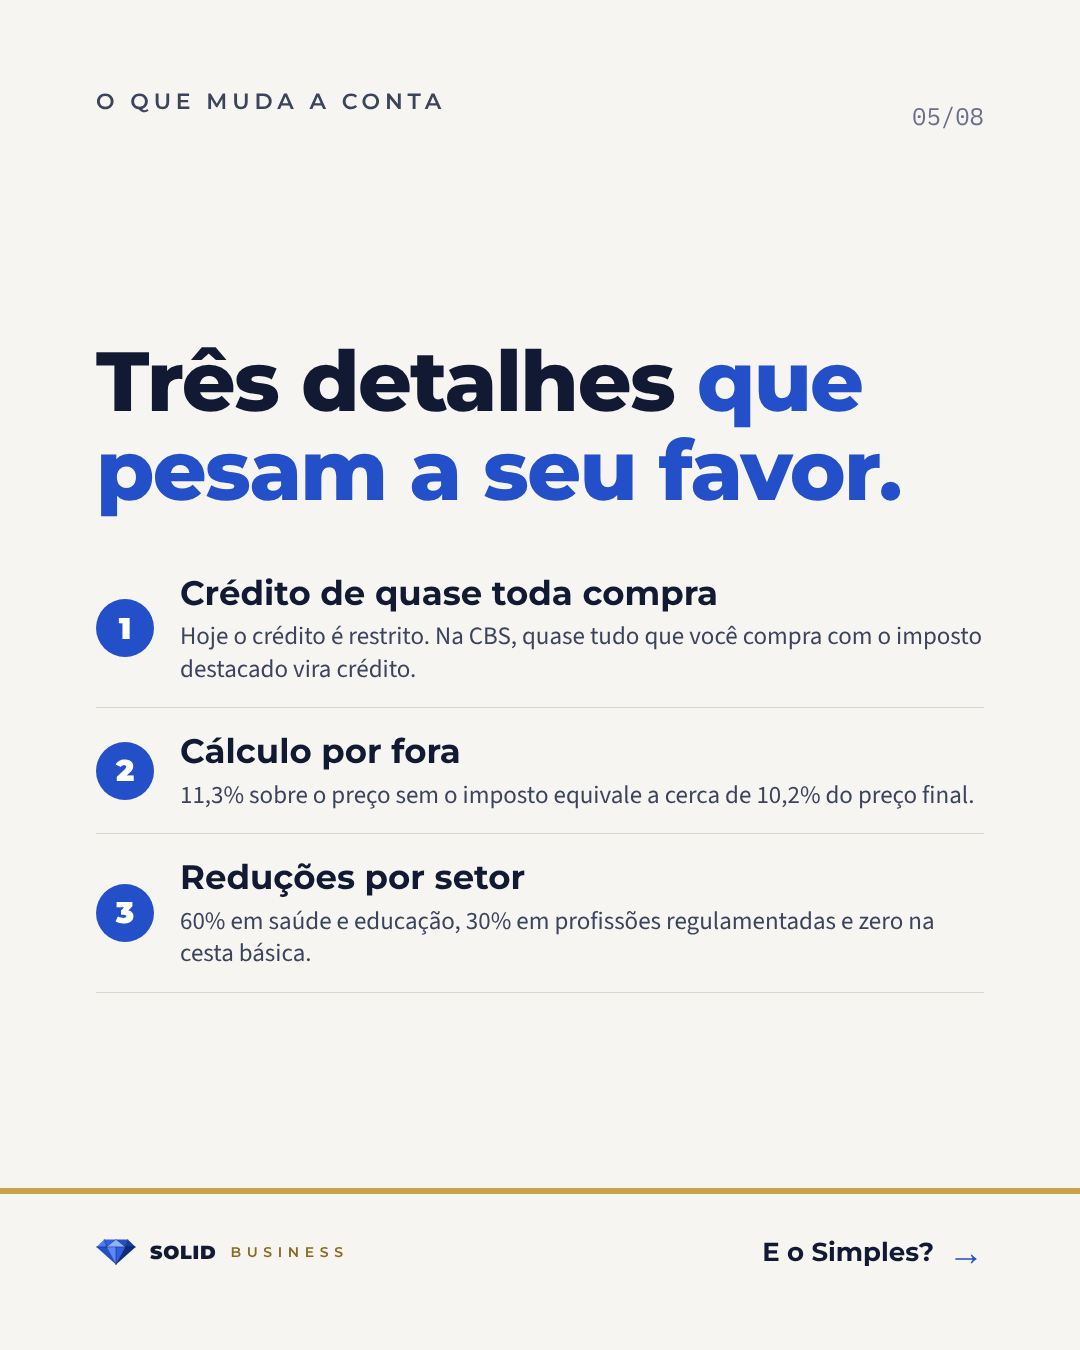 O QUE MUDA A CONTA
05/08
Três detalhes que
pesam a seu favor.
1
Crédito de quase toda compra
Hoje o crédito é restrito. Na CBS, quase tudo que você compra com o imposto
destacado vira crédito.
2
Cálculo por fora
11,3% sobre o preço sem o imposto equivale a cerca de 10,2% do preço final.
3
Reduções por setor
60% em saúde e educação, 30% em profissões regulamentadas e zero na
cesta básica.
SOLID BUSINESS
E o Simples? →